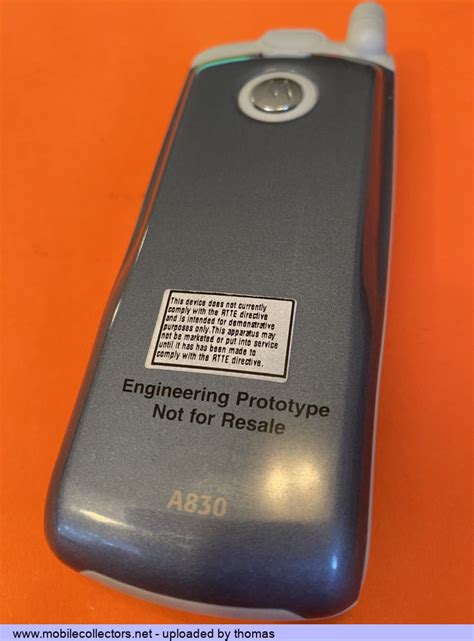 This device does not currently
comply with the RTTE directive
and is intended for demonstrative
purposes only.This apparatus may
not be marketed or put into service
until it has has been made to
comply with the RTTE directive.
Engineering Prototype
Not for Resale
A830
www.mobilecollectors.net - uploaded by thomas